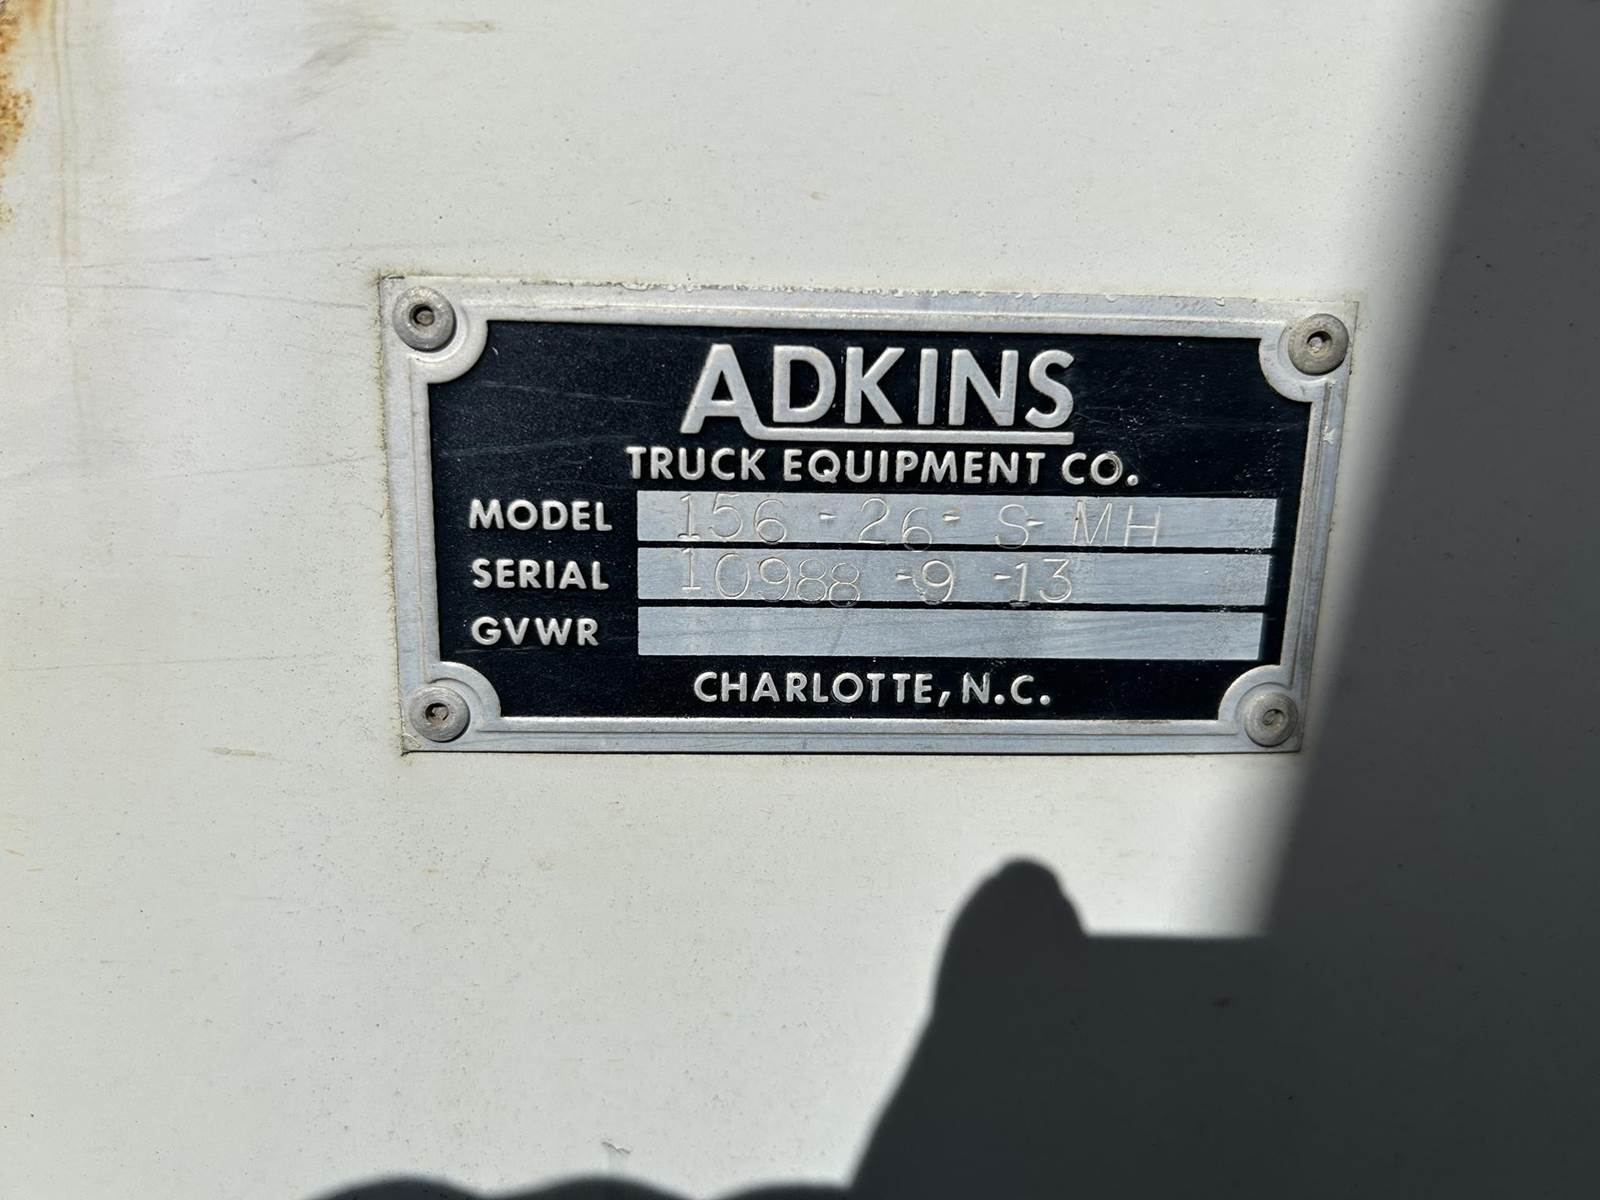 ADKINS
TRUCK EQUIPMENT CO.
MODEL 156-26-S-MH
SERIAL 10988-9-13
GVWR
CHARLOTTE, N.C.